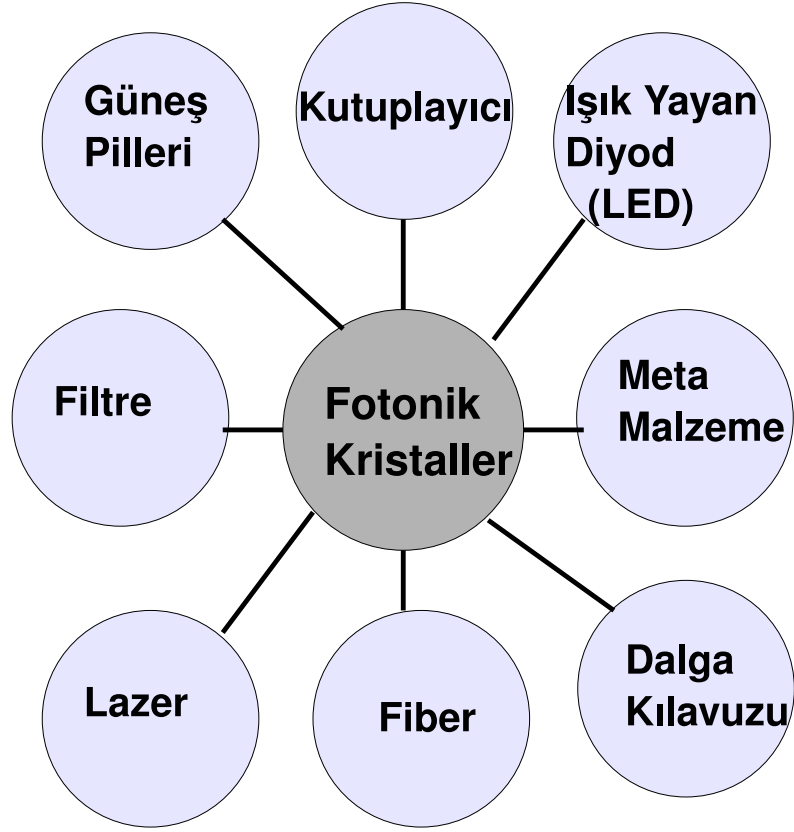 Güneş
Pilleri
Kutuplayıcı
Işık Yayan
Diyod
(LED)
Filtre
Fotonik
Kristaller
Meta
Malzeme
Lazer
Fiber
Dalga
Kılavuzu